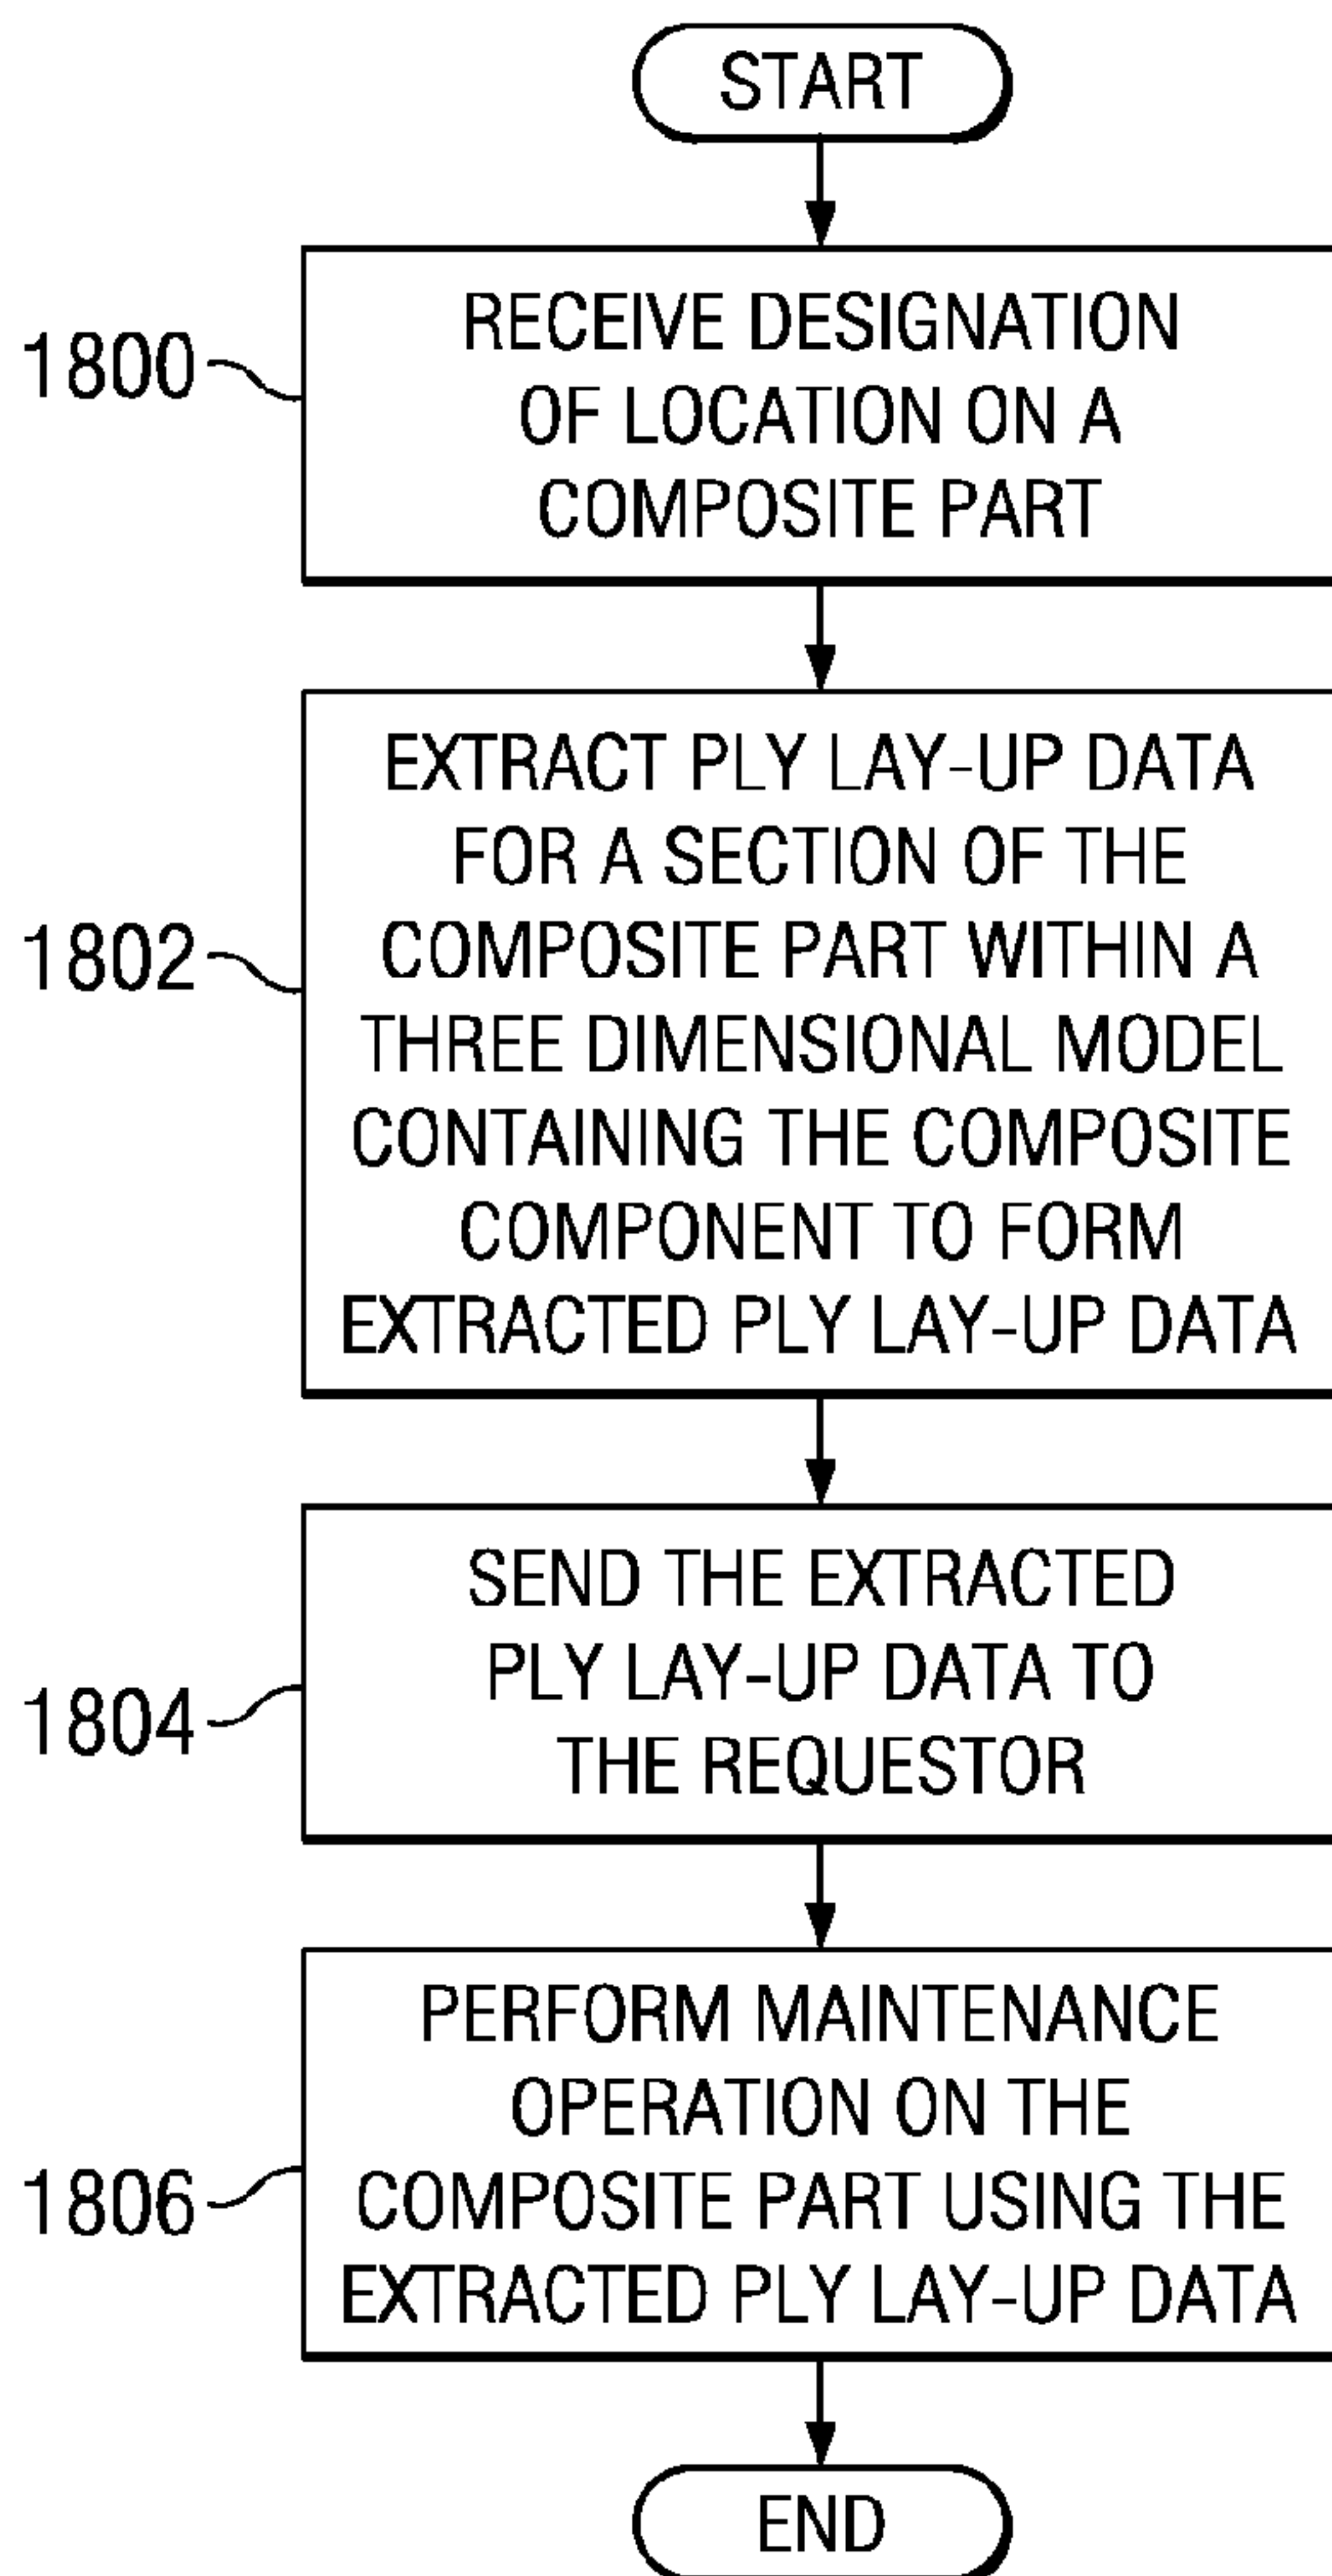 START
1800
RECEIVE DESIGNATION
OF LOCATION ON A
COMPOSITE PART
1802
EXTRACT PLY LAY-UP DATA
FOR A SECTION OF THE
COMPOSITE PART WITHIN A
THREE DIMENSIONAL MODEL
CONTAINING THE COMPOSITE
COMPONENT TO FORM
EXTRACTED PLY LAY-UP DATA
1804
SEND THE EXTRACTED
PLY LAY-UP DATA TO
THE REQUESTOR
1806
PERFORM MAINTENANCE
OPERATION ON THE
COMPOSITE PART USING THE
EXTRACTED PLY LAY-UP DATA
END